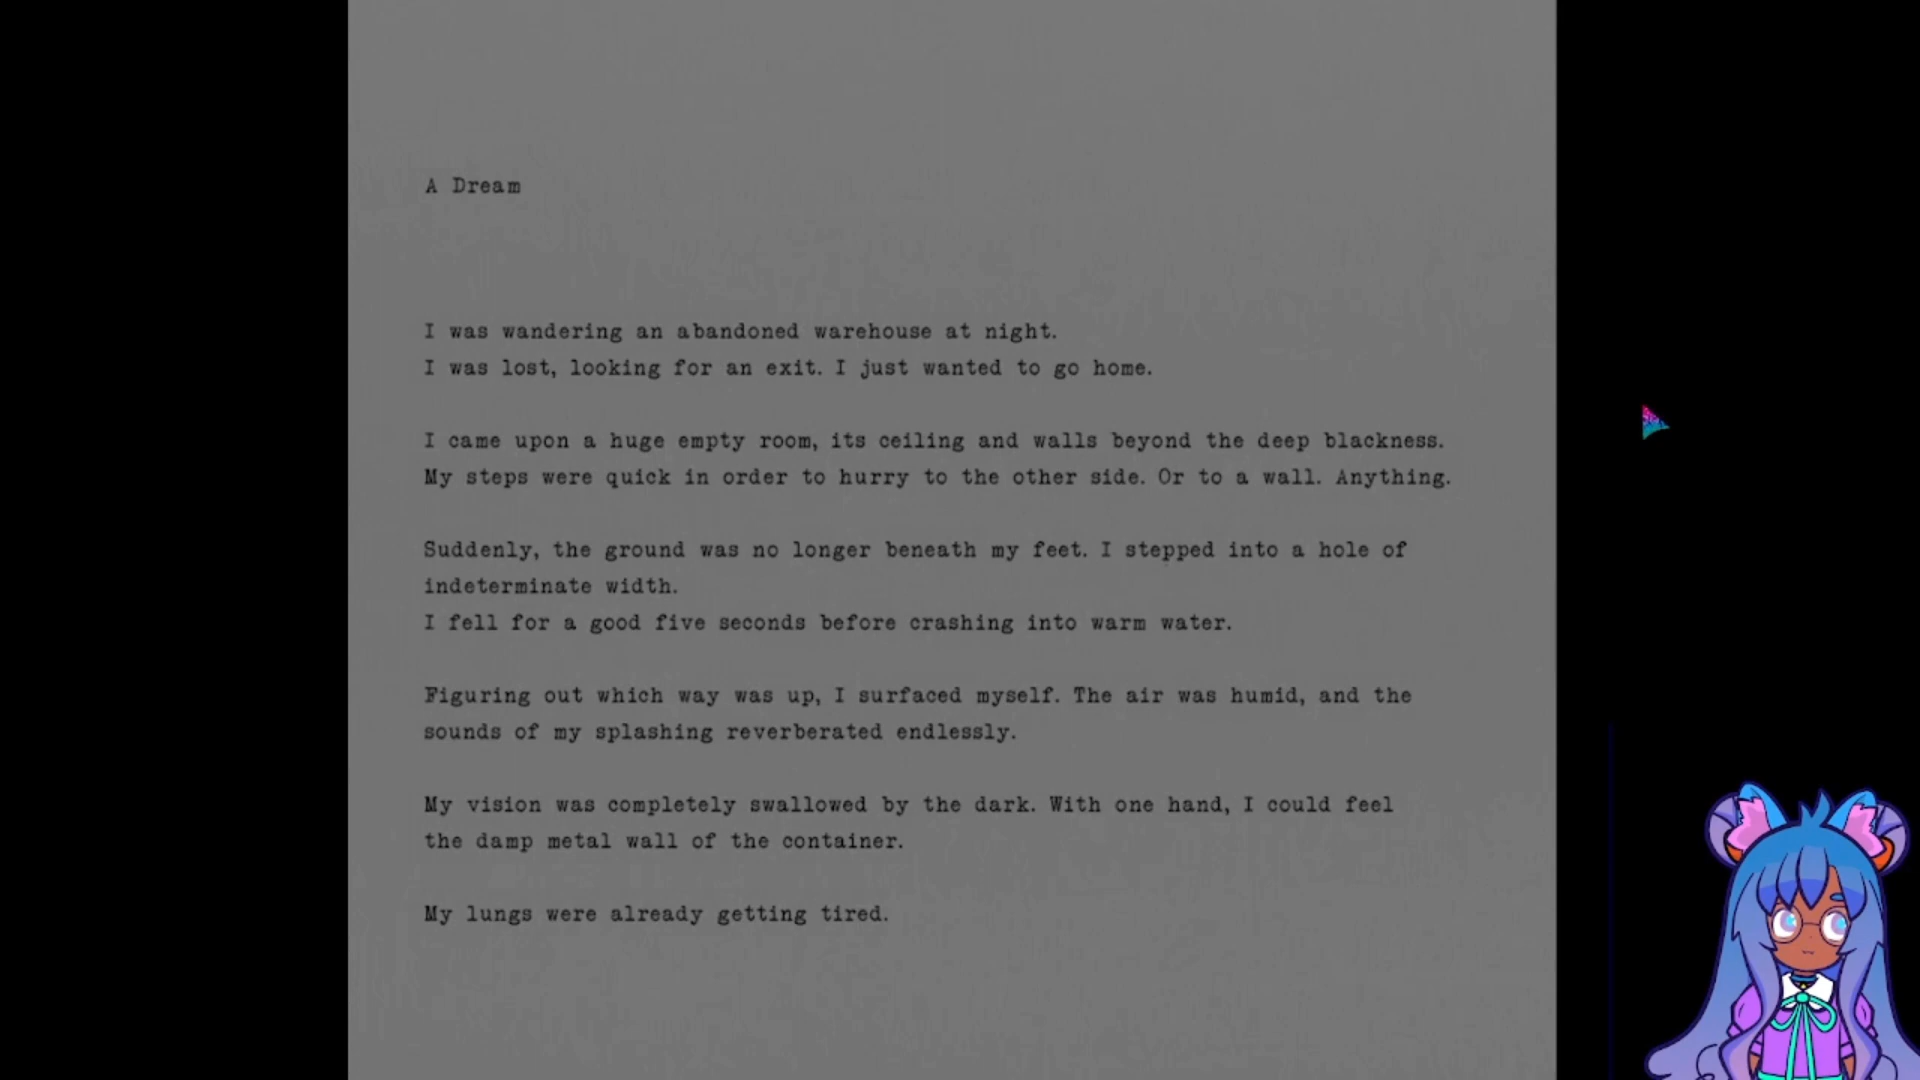 A Dream
I was wandering an abandoned warehouse at night.
I was lost, looking for an exit. I just wanted to go home.
I came upon a huge empty room, its ceiling and walls beyond the deep blackness.
My steps were quick in order to hurry to the other side. Or to a wall. Anything.
Suddenly, the ground was no longer beneath my feet. I stepped into a hole of
indeterminate width.
I fell for a good five seconds before crashing into warm water.
Figuring out which way was up, I surfaced myself. The air was humid, and the
sounds of my splashing reverberated endlessly.
My vision was completely swallowed by the dark. With one hand, I could feel
the damp metal wall of the container.
My lungs were already getting tired.